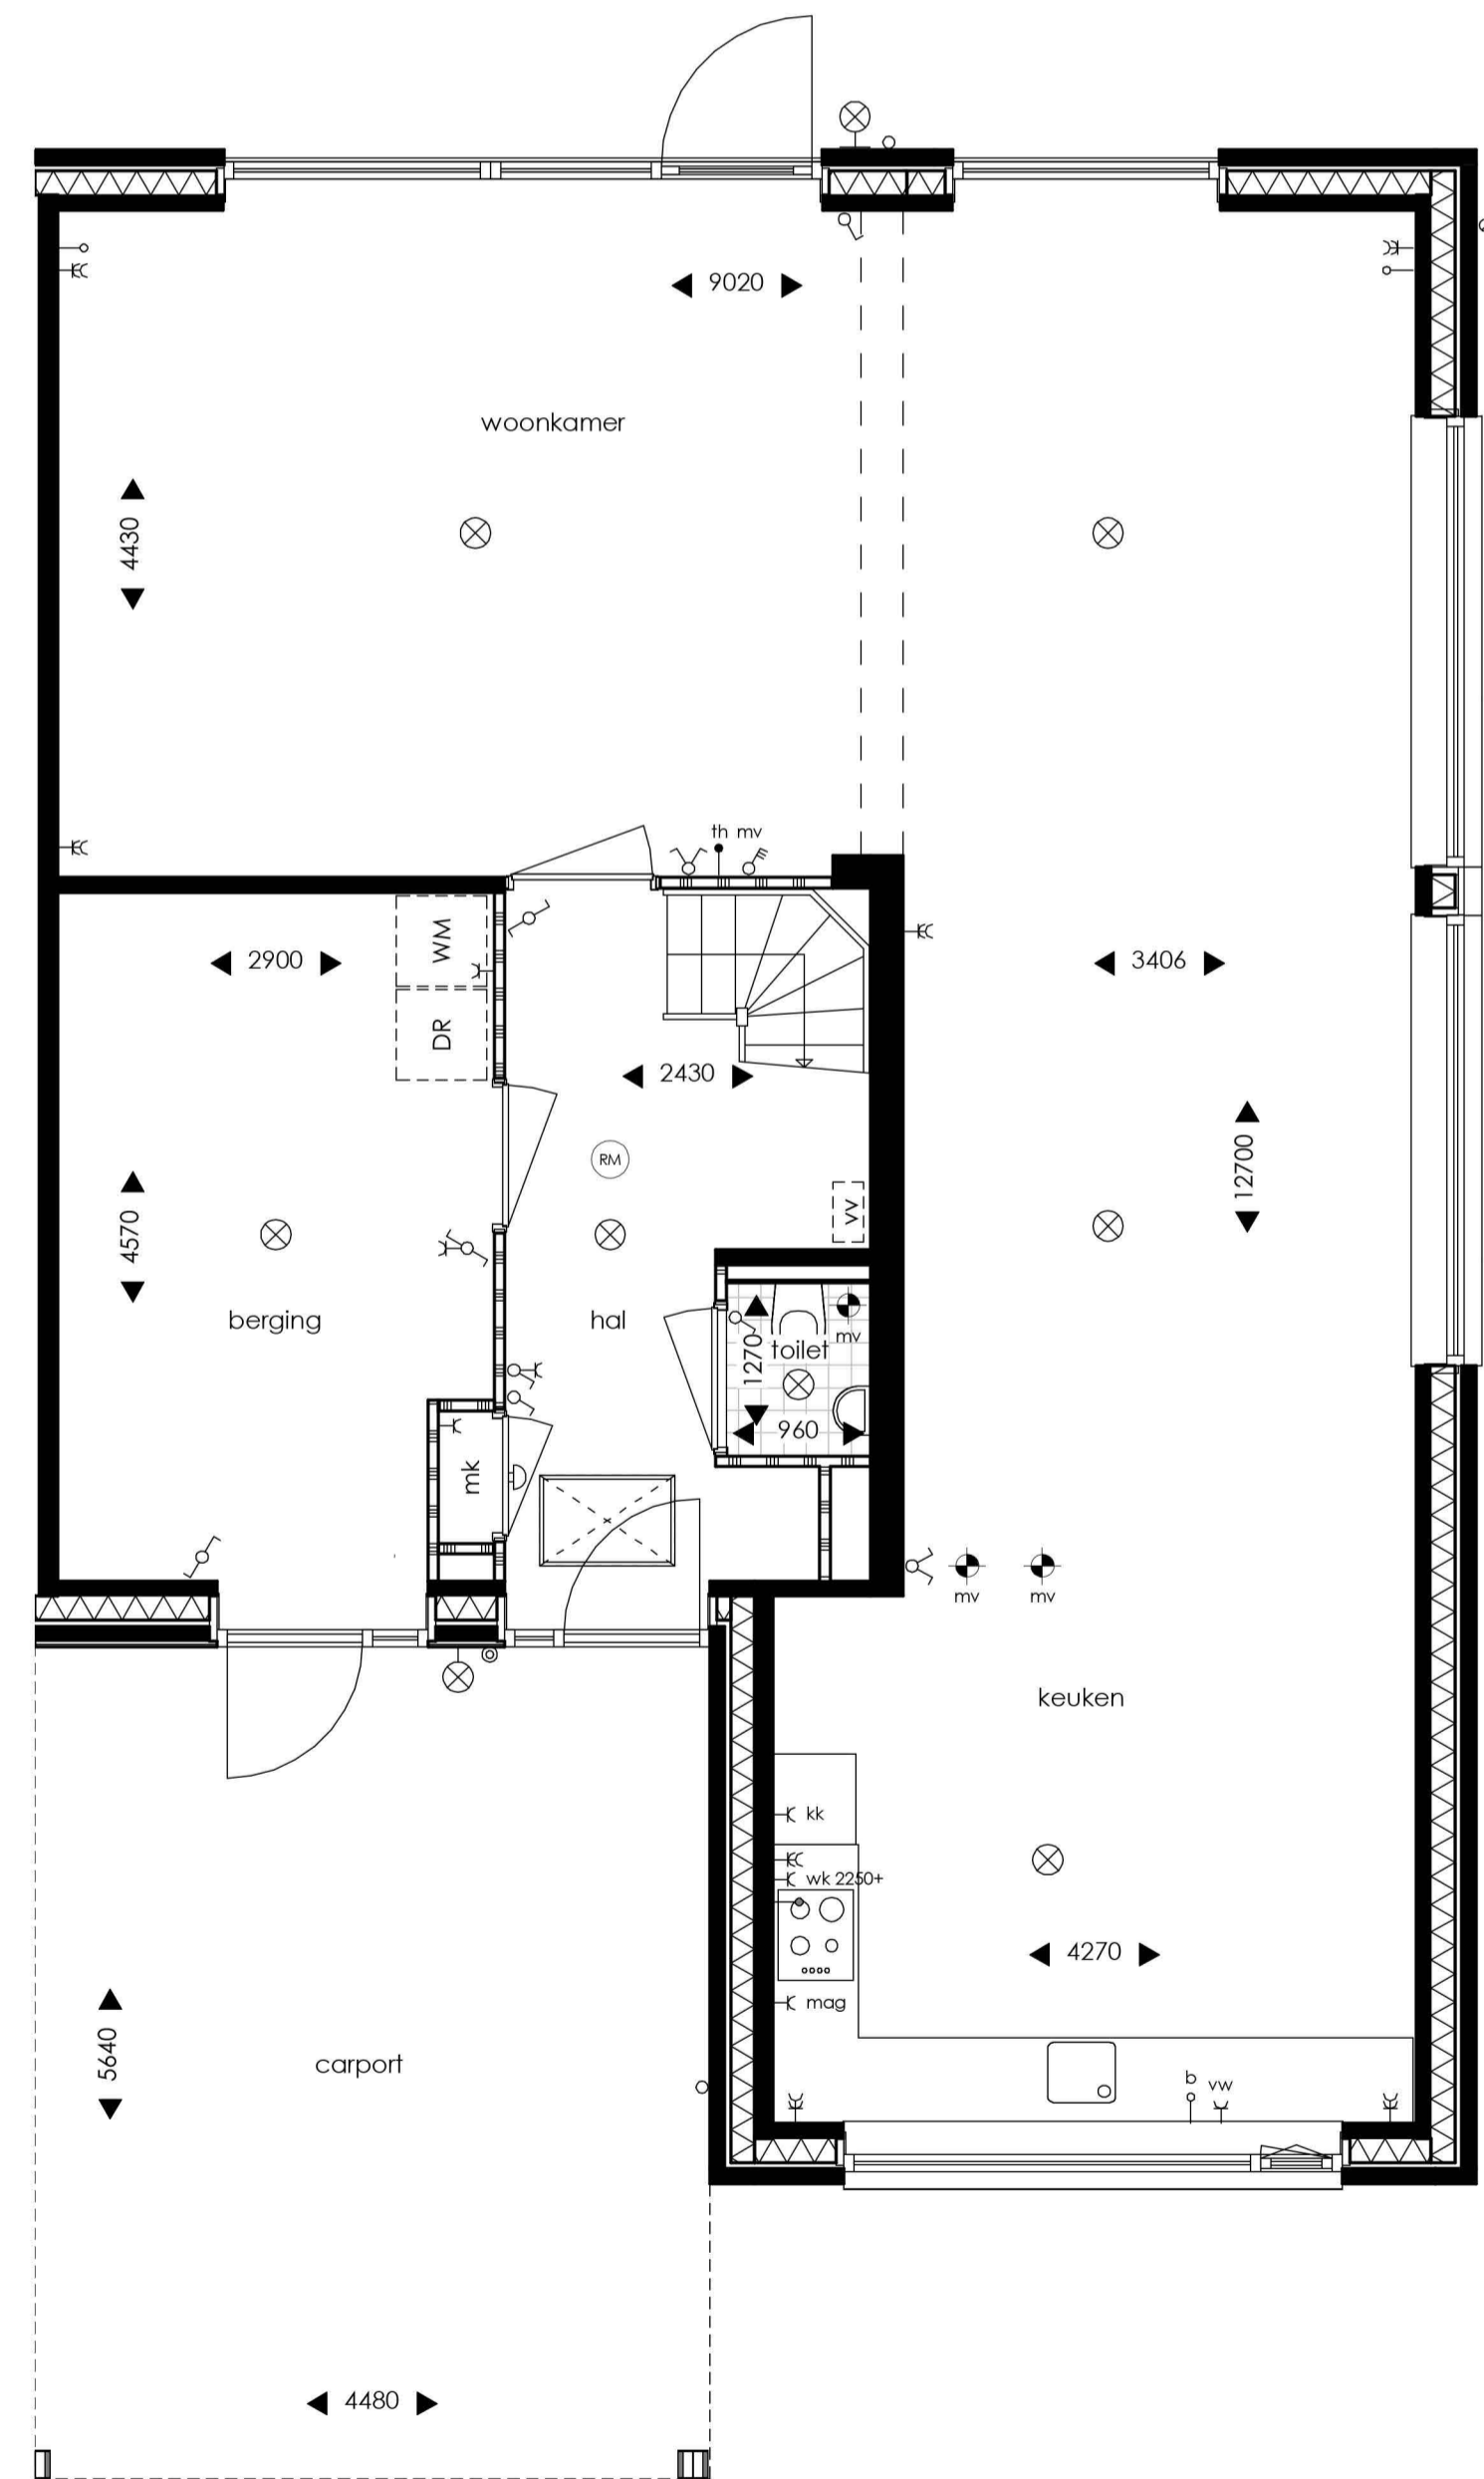 9020
woonkamer
4430
th mv
WM
2900
3406
DR
2430
RM
12700
VV
4570
berging
hal
mv
toilet
1270
960
mk
mv
mv
keuken
kk
wk 2250+
4270
mag
5640
carport
b
vw
4480